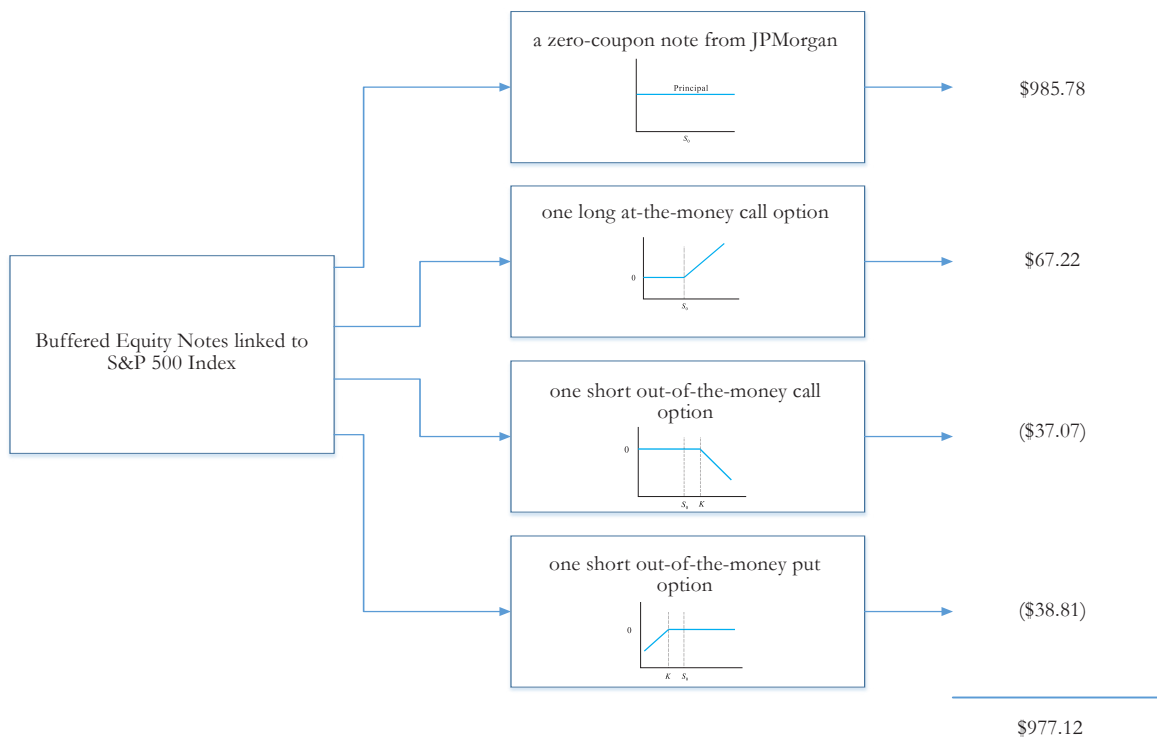 a zero-coupon note from JPMorgan
Principal
S₀
$985.78
one long at-the-money call option
0
S₀
$67.22
Buffered Equity Notes linked to
S&P 500 Index
one short out-of-the-money call
option
0
S₀ K
($37.07)
one short out-of-the-money put
option
0
K S₀
($38.81)
$977.12